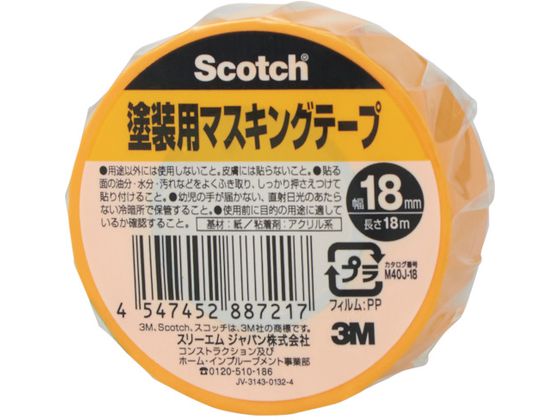 Scotch®
塗装用マスキングテープ
●用途以外には使用しないこと。皮膚には貼らないこと。●貼る
面の油分・水分・汚れなどをよくふき取り、しっかり押さえつけて
貼り付けること。●幼児の手が届かない、直射日光のあたら
ない冷暗所で保管すること。●使用前に目的の用途に適して
いるか確認すること。
基材：紙／粘着剤：アクリル系
幅18mm
長さ18m
プラ
カタログ番号
M40J-18
フィルム：PP
4 547452 887217
3M、Scotch、スコッチは、3M社の商標です。
スリーエム ジャパン株式会社
コンストラクション及び
ホーム・インプルーブメント事業部
☎0120-510-186
JV-3143-0132-4
3M